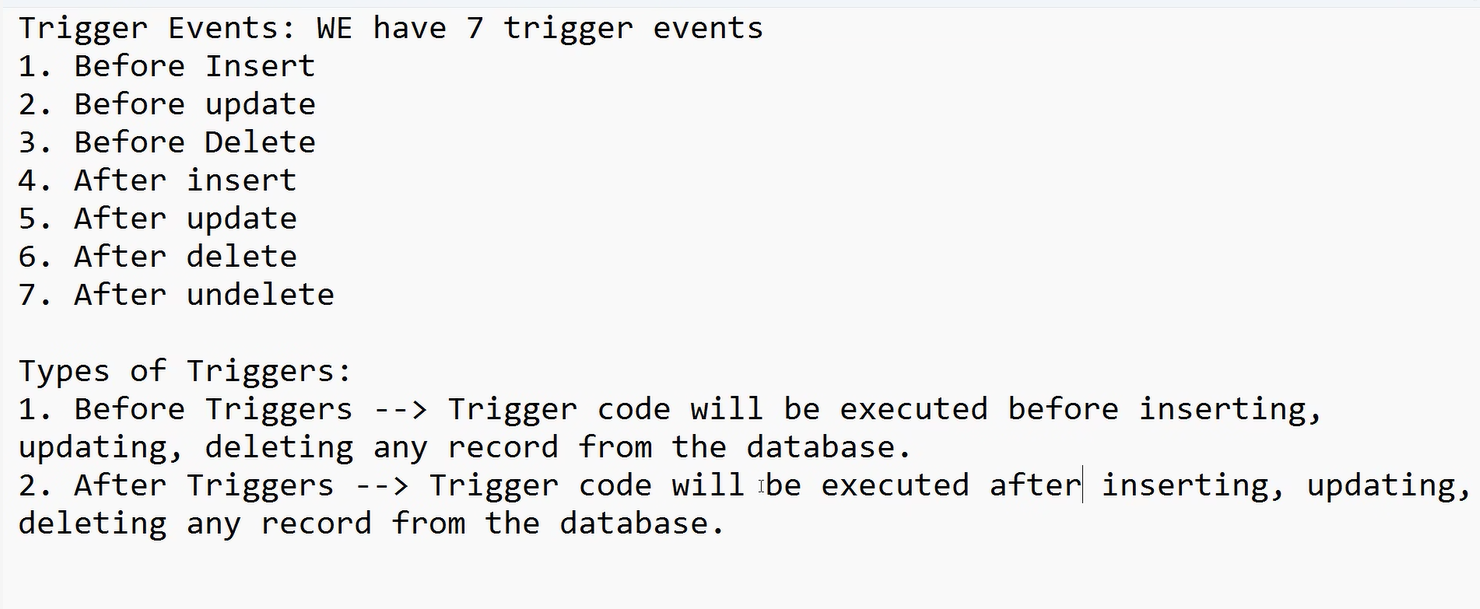 Trigger Events: WE have 7 trigger events
1. Before Insert
2. Before update
3. Before Delete
4. After insert
5. After update
6. After delete
7. After undelete
Types of Triggers:
1. Before Triggers --> Trigger code will be executed before inserting,
updating, deleting any record from the database.
2. After Triggers --> Trigger code will be executed after inserting, updating,
deleting any record from the database.